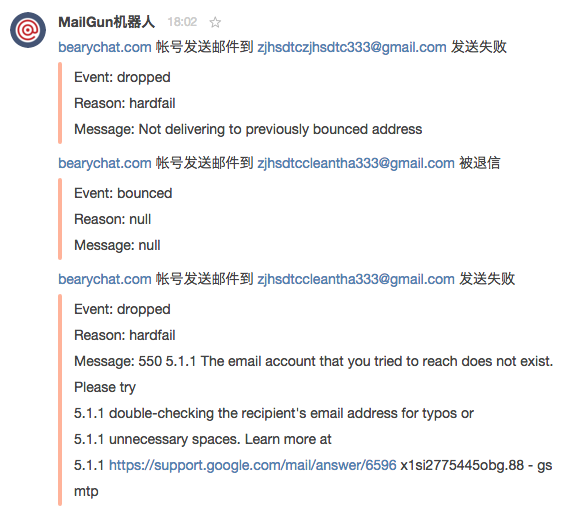 MailGun机器人 18:02
bearychat.com 帐号发送邮件到 zjhsdtczjhsdtc333@gmail.com 发送失败
Event: dropped
Reason: hardfail
Message: Not delivering to previously bounced address
bearychat.com 帐号发送邮件到 zjhsdtccleantha333@gmail.com 被退信
Event: bounced
Reason: null
Message: null
bearychat.com 帐号发送邮件到 zjhsdtccleantha333@gmail.com 发送失败
Event: dropped
Reason: hardfail
Message: 550 5.1.1 The email account that you tried to reach does not exist.
Please try
5.1.1 double-checking the recipient's email address for typos or
5.1.1 unnecessary spaces. Learn more at
5.1.1 https://support.google.com/mail/answer/6596 x1si2775445obg.88 - gs
mtp